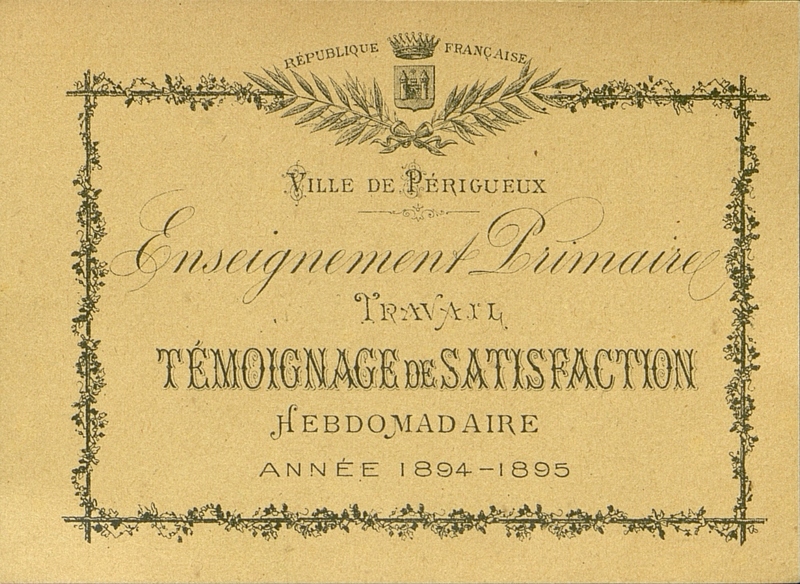 RÉPUBLIQUE FRANÇAISE
VILLE DE PÉRIGUEUX
Enseignement Primaire
TRAVAIL
TÉMOIGNAGE DE SATISFACTION
HEBDOMADAIRE
ANNÉE 1894-1895